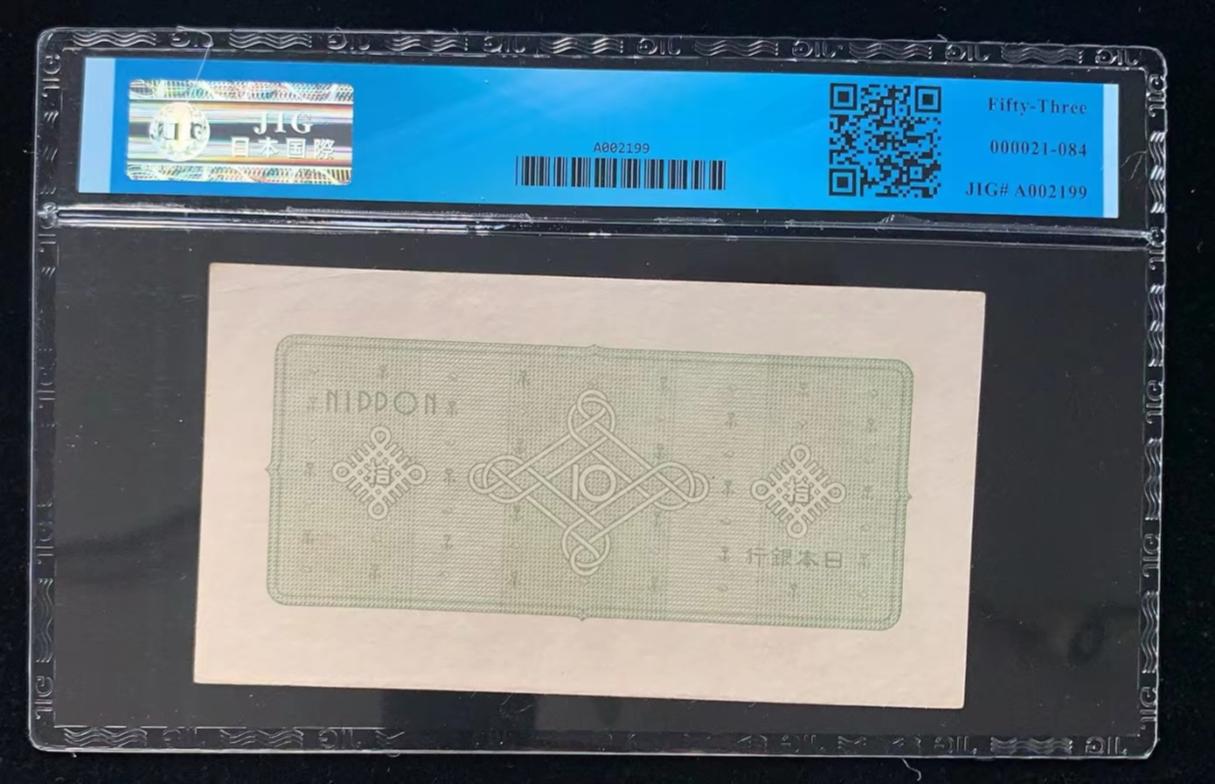 JIG
日本国際
JIG
A002199
Fifty-Three
000021-084
JIG# A002199
NIPPON
拾
10
拾
行銀本日